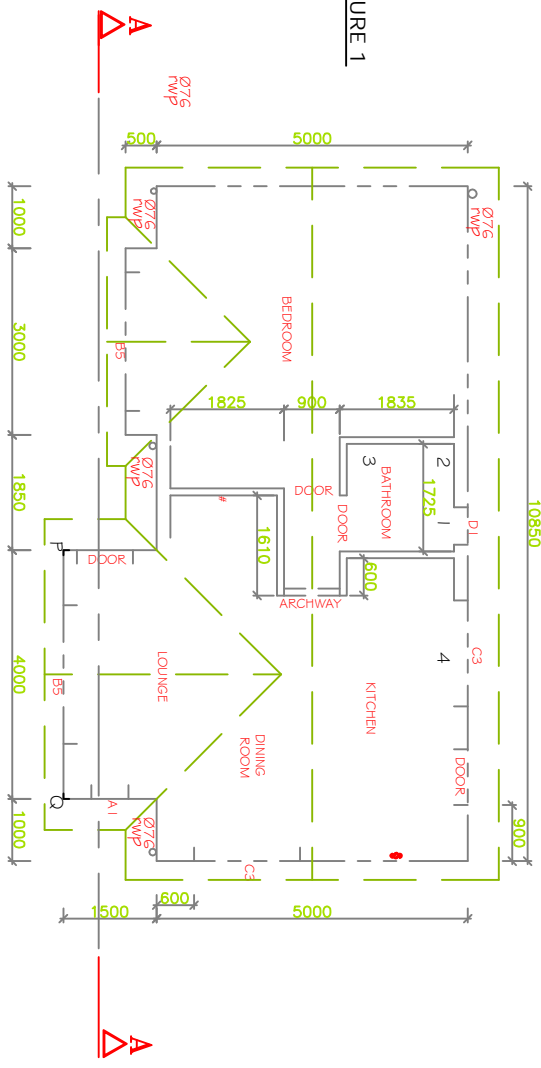 URE 1
A
Ø76
rwp
500
5000
Ø76
rwp
Ø76
rwp
10850
1000
3000
1850
4000
1000
B5
BEDROOM
1825
900
1835
Ø76
rwp
#
DOOR
DOOR
BATHROOM
1725
1
2
3
4
D1
1610
600
ARCHWAY
P
DOOR
LOUNGE
B5
Q
A1
DINING
ROOM
KITCHEN
C3
DOOR
900
Ø76
rwp
C3
600
1500
5000
A